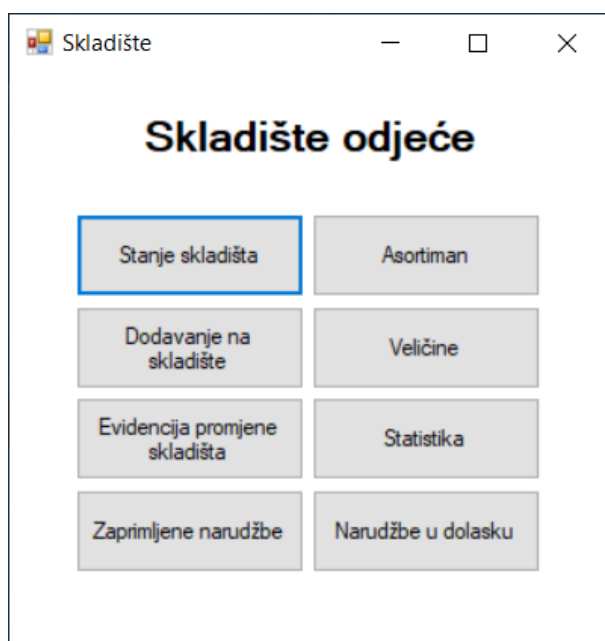 Skladište
Skladište odjeće
Stanje skladišta
Asortiman
Dodavanje na
skladište
Veličine
Evidencija promjene
skladišta
Statistika
Zaprimljene narudžbe
Narudžbe u dolasku